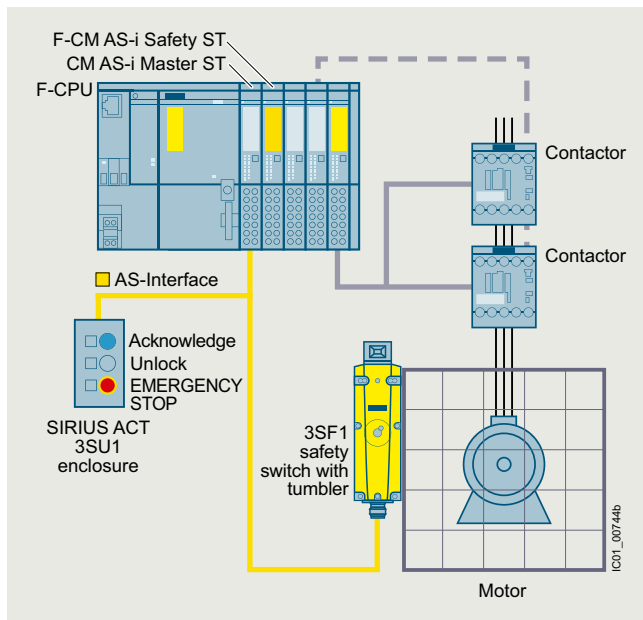 F-CM AS-i Safety ST
CM AS-i Master ST
F-CPU
Contactor
Contactor
AS-Interface
Acknowledge
Unlock
EMERGENCY
STOP
SIRIUS ACT
3SU1
enclosure
3SF1
safety
switch with
tumbler
Motor
IC01_00744b